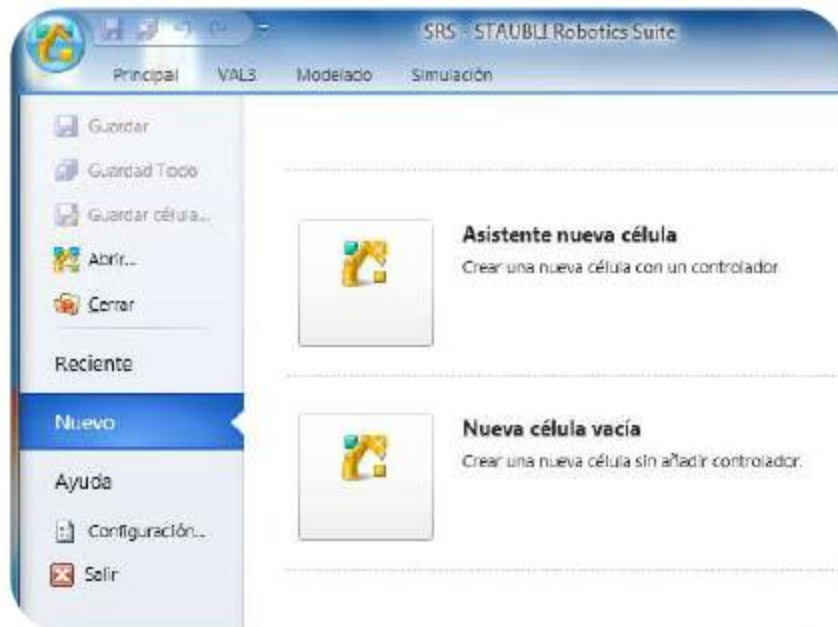 SRS - STAUBLI Robotics Suite
Principal VAL3 Modelado Simulación
Guardar
Guardad Todo
Guardar célula...
Abrir...
Cerrar
Reciente
Nuevo
Ayuda
Configuración...
Salir
Asistente nueva célula
Crear una nueva célula con un controlador
Nueva célula vacía
Crear una nueva célula sin añadir controlador.